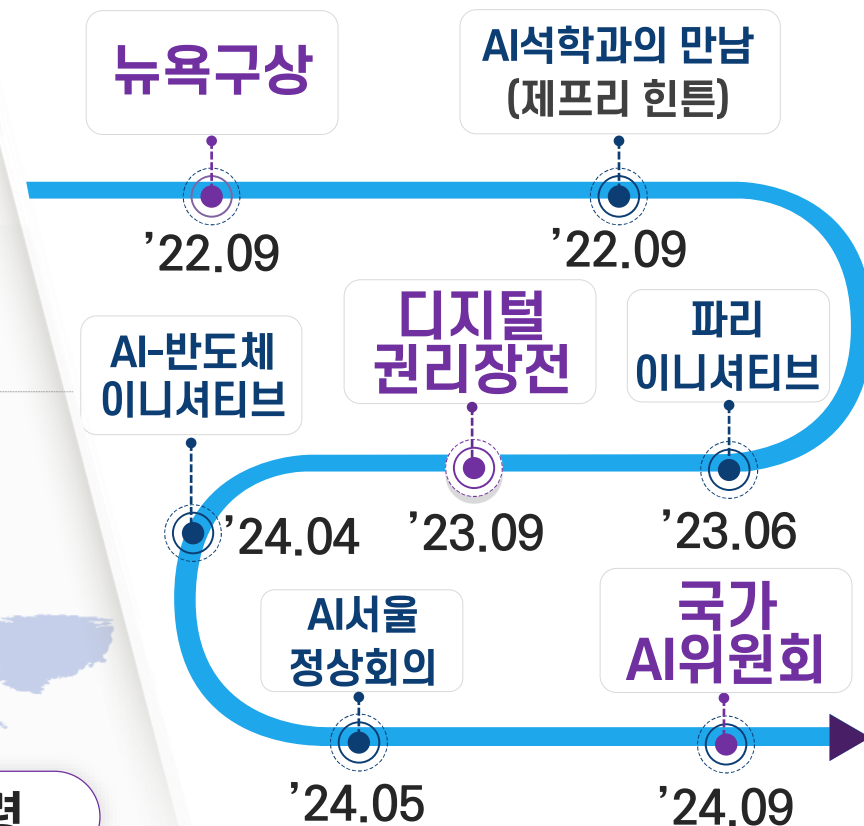 뉴욕구상
AI석학과의 만남
(제프리 힌튼)
’22.09
’22.09
파리
이니셔티브
’23.06
디지털
권리장전
’23.09
AI-반도체
이니셔티브
’24.04
AI서울
정상회의
’24.05
국가
AI위원회
’24.09